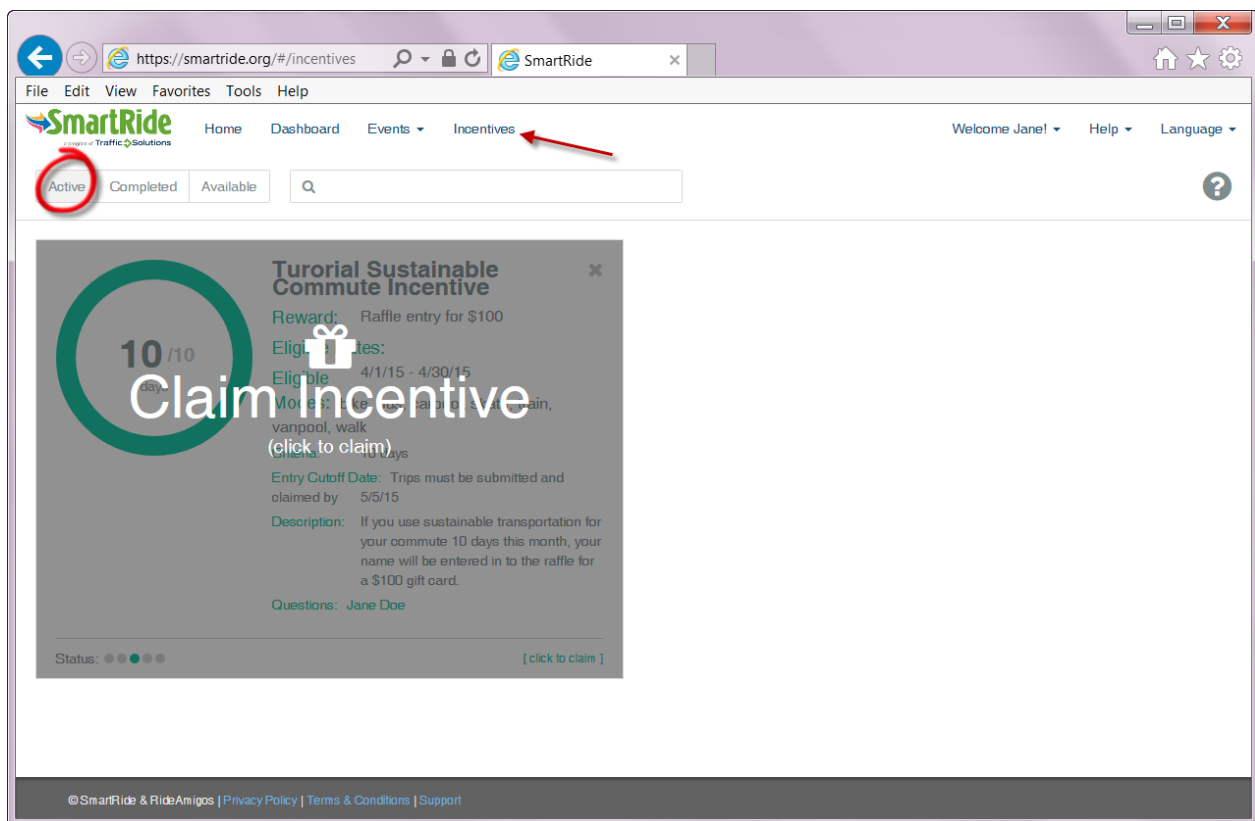 https://smartride.org/#/incentives
SmartRide
File Edit View Favorites Tools Help
SmartRide
a program of Traffic Solutions
Home Dashboard Events Incentives Welcome Jane! Help Language
Active Completed Available
Turorial Sustainable
Commute Incentive
Reward: Raffle entry for $100
10 /10
days
Eligible 4/1/15 - 4/30/15
Claim Incentive
vanpool, walk
(click to claim)
Entry Cutoff Date: Trips must be submitted and
claimed by 5/5/15
Description: If you use sustainable transportation for
your commute 10 days this month, your
name will be entered in to the raffle for
a $100 gift card.
Questions: Jane Doe
Status: [ click to claim ]
© SmartRide & RideAmigos | Privacy Policy | Terms & Conditions | Support